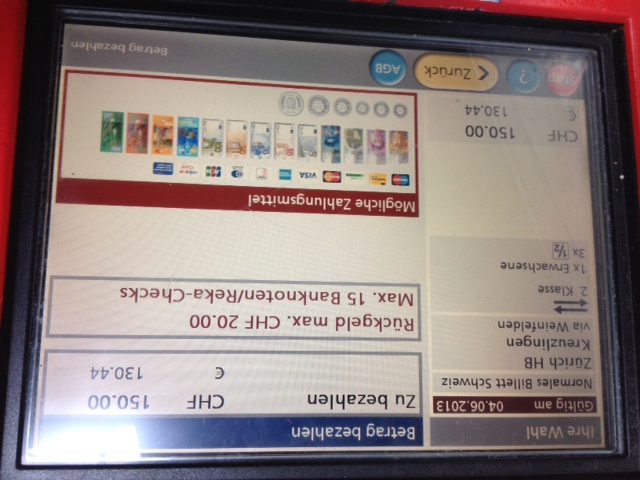 Ihre Wahl
Gültig am 04.06.2013
Normales Billett Schweiz
Zürich HB
Kreuzlingen
via Weinfelden
2. Klasse
1x Erwachsene
3x 1/2
CHF 150.00
€ 130.44
Betrag bezahlen
Zu bezahlen CHF 150.00
€ 130.44
Rückgeld max. CHF 20.00
Max. 15 Banknoten/Reka-Checks
Mögliche Zahlungsmittel
VISA
Stop
?
Zurück
AGB
Betrag bezahlen